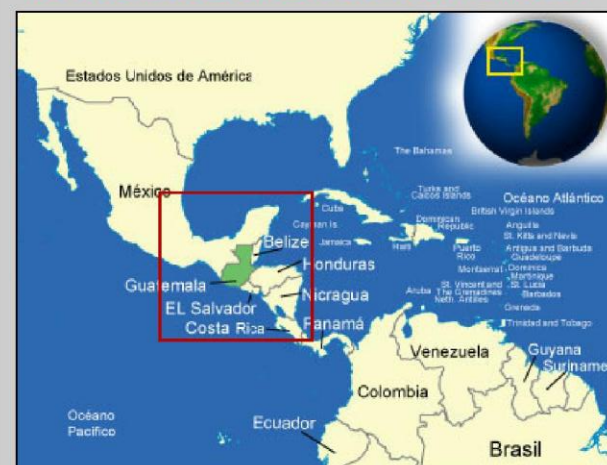 Estados Unidos de América
México
The Bahamas
Turks and
Caicos Islands
Océano Atlántico
Cuba
British Virgin Islands
Cayman Is.
Dominican
Republic
Anguilla
St. Kitts and Nevis
Belize
Jamaica
Haiti
Puerto
Rico
Antigua and Barbuda
Guadeloupe
Honduras
Montserrat
Dominica
Martinique
Guatemala
Nicragua
Aruba
St. Vincent and
The Grenadines
Neth. Antilles
St. Lucia
Barbados
EL Salvador
Grenada
Costa Rica
Panamá
Trinidad and Tobago
Venezuela
Guyana
Suriname
Colombia
Océano
Pacífico
Ecuador
Brasil